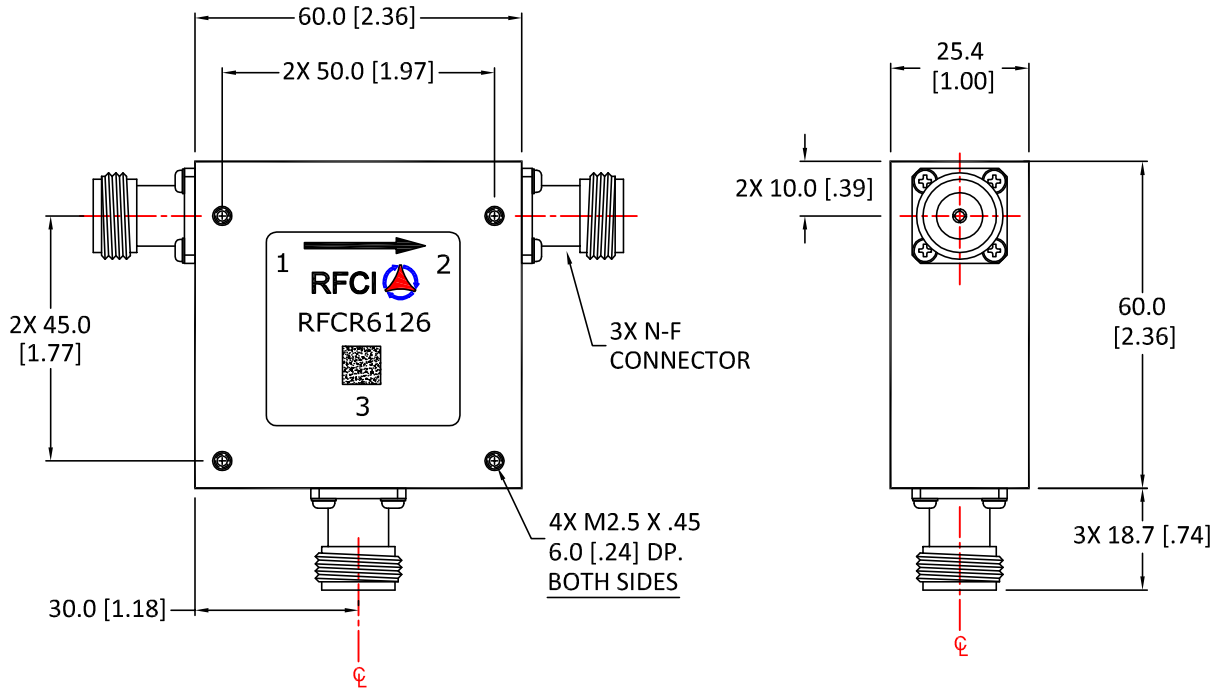 60.0 [2.36]
2X 50.0 [1.97]
25.4
[1.00]
2X 10.0 [.39]
1
2
RFCI
RFCR6126
3
2X 45.0
[1.77]
3X N-F
CONNECTOR
60.0
[2.36]
4X M2.5 X .45
6.0 [.24] DP.
BOTH SIDES
3X 18.7 [.74]
30.0 [1.18]
℄
℄